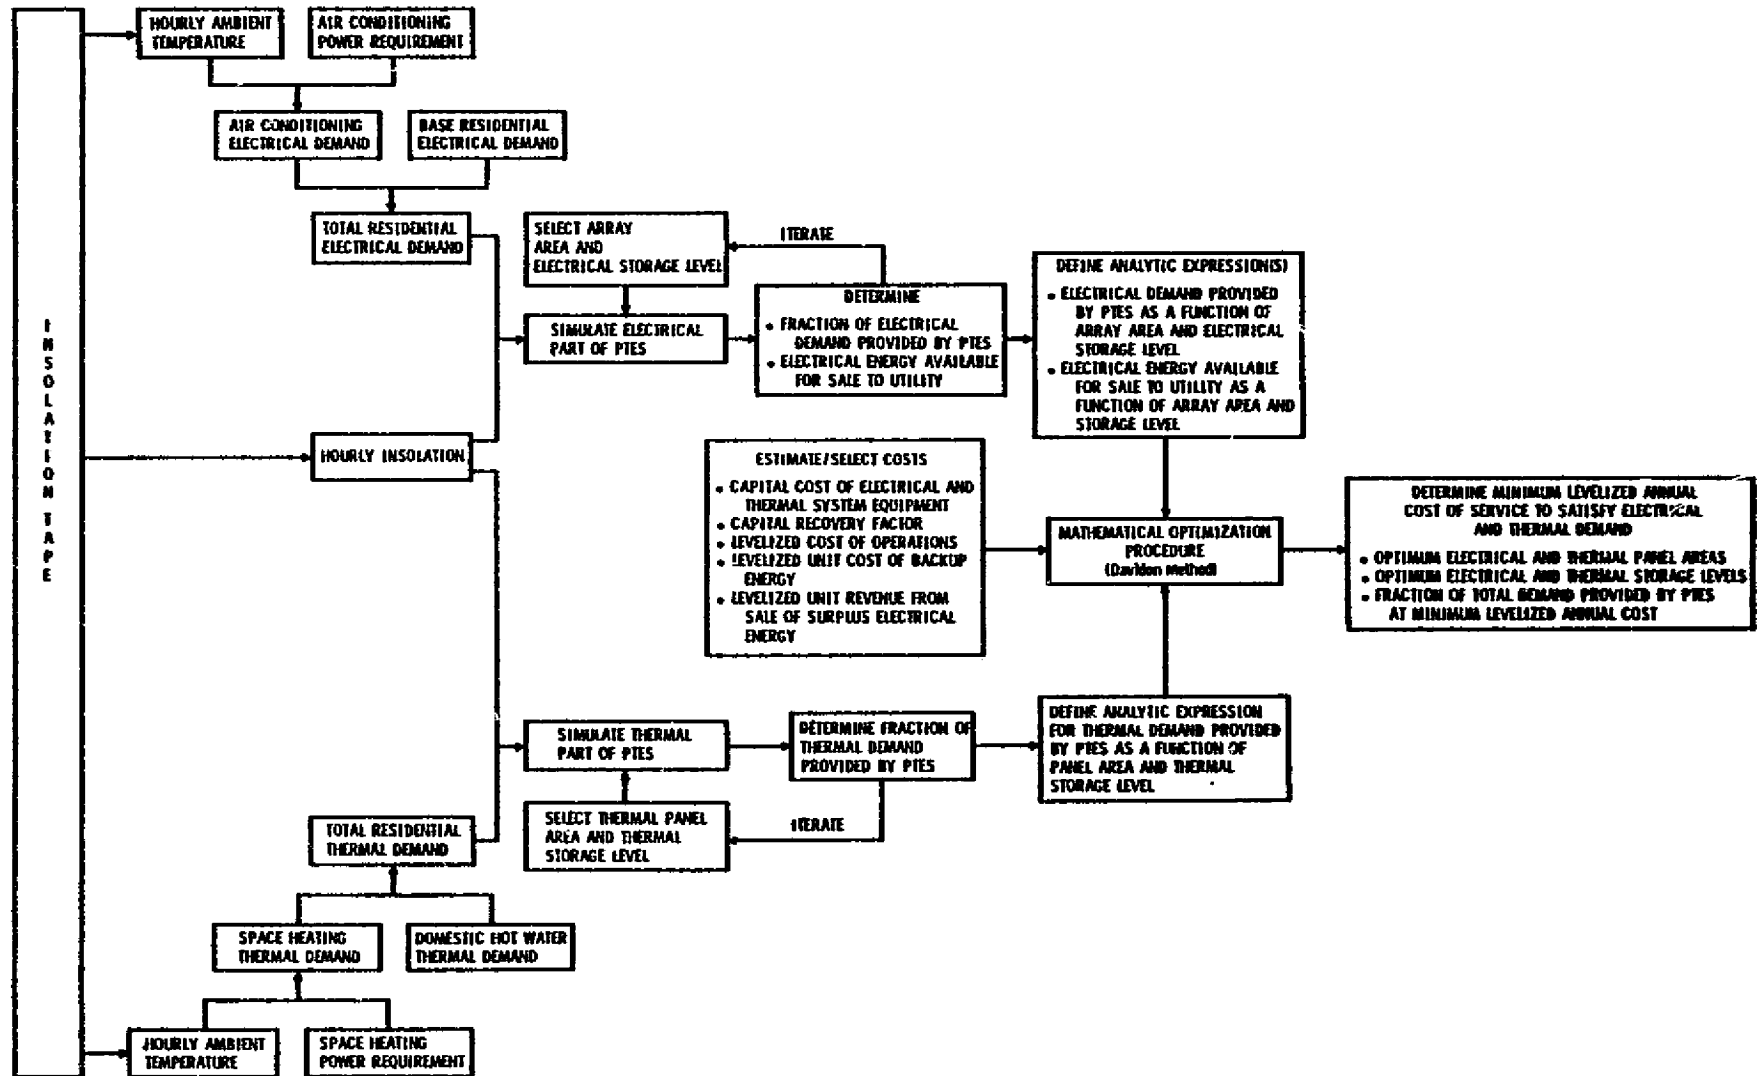 INSOLATION TAPE
HOURLY AMBIENT
TEMPERATURE
AIR CONDITIONING
POWER REQUIREMENT
AIR CONDITIONING
ELECTRICAL DEMAND
BASE RESIDENTIAL
ELECTRICAL DEMAND
TOTAL RESIDENTIAL
ELECTRICAL DEMAND
SELECT ARRAY
AREA AND
ELECTRICAL STORAGE LEVEL
ITERATE
SIMULATE ELECTRICAL
PART OF PTES
DETERMINE
• FRACTION OF ELECTRICAL
DEMAND PROVIDED BY PTES
• ELECTRICAL ENERGY AVAILABLE
FOR SALE TO UTILITY
DEFINE ANALYTIC EXPRESSION(S)
• ELECTRICAL DEMAND PROVIDED
BY PTES AS A FUNCTION OF
ARRAY AREA AND ELECTRICAL
STORAGE LEVEL
• ELECTRICAL ENERGY AVAILABLE
FOR SALE TO UTILITY AS A
FUNCTION OF ARRAY AREA AND
STORAGE LEVEL
HOURLY INSOLATION
ESTIMATE/SELECT COSTS
• CAPITAL COST OF ELECTRICAL AND
THERMAL SYSTEM EQUIPMENT
• CAPITAL RECOVERY FACTOR
• LEVELIZED COST OF OPERATIONS
• LEVELIZED UNIT COST OF BACKUP
ENERGY
• LEVELIZED UNIT REVENUE FROM
SALE OF SURPLUS ELECTRICAL
ENERGY
MATHEMATICAL OPTIMIZATION
PROCEDURE
(Davidon Method)
DETERMINE MINIMUM LEVELIZED ANNUAL
COST OF SERVICE TO SATISFY ELECTRICAL
AND THERMAL DEMAND
• OPTIMUM ELECTRICAL AND THERMAL PANEL AREAS
• OPTIMUM ELECTRICAL AND THERMAL STORAGE LEVELS
• FRACTION OF TOTAL DEMAND PROVIDED BY PTES
AT MINIMUM LEVELIZED ANNUAL COST
SIMULATE THERMAL
PART OF PTES
DETERMINE FRACTION OF
THERMAL DEMAND
PROVIDED BY PTES
DEFINE ANALYTIC EXPRESSION
FOR THERMAL DEMAND PROVIDED
BY PTES AS A FUNCTION OF
PANEL AREA AND THERMAL
STORAGE LEVEL
SELECT THERMAL PANEL
AREA AND THERMAL
STORAGE LEVEL
ITERATE
TOTAL RESIDENTIAL
THERMAL DEMAND
SPACE HEATING
THERMAL DEMAND
DOMESTIC HOT WATER
THERMAL DEMAND
HOURLY AMBIENT
TEMPERATURE
SPACE HEATING
POWER REQUIREMENT